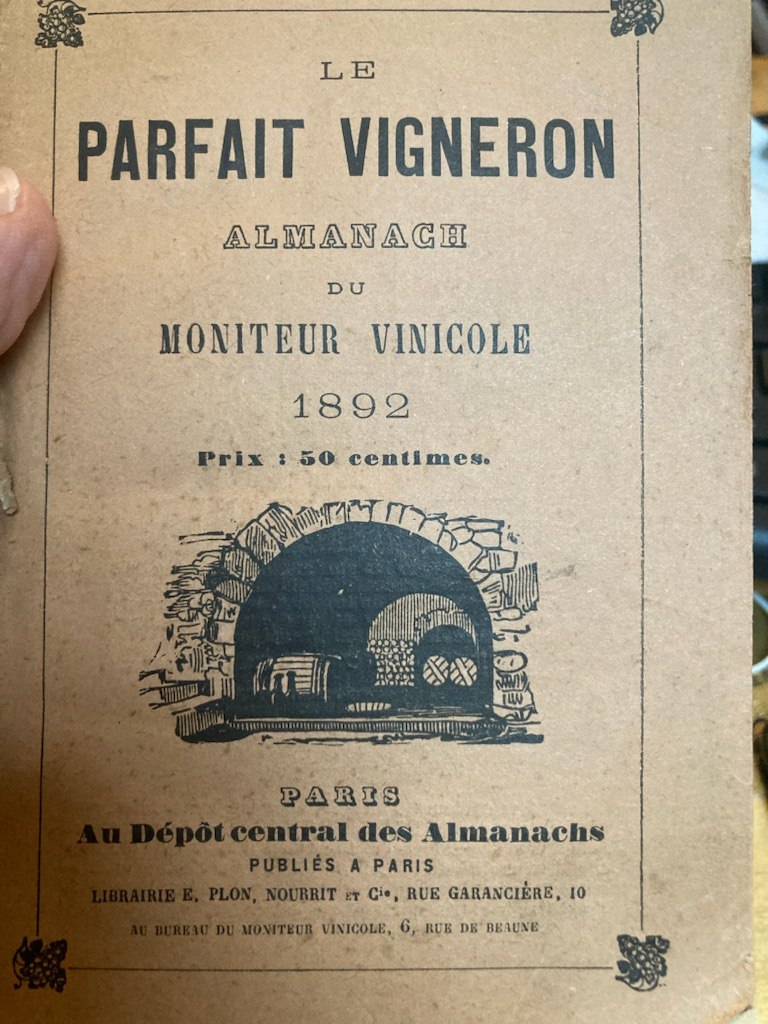 LE
PARFAIT VIGNERON
ALMANACH
DU
MONITEUR VINICOLE
1892
Prix : 50 centimes.
PARIS
Au Dépôt central des Almanachs
PUBLIÉS A PARIS
LIBRAIRIE E. PLON, NOURRIT ET Cie, RUE GARANCIÈRE, 10
AU BUREAU DU MONITEUR VINICOLE, 6, RUE DE BEAUNE